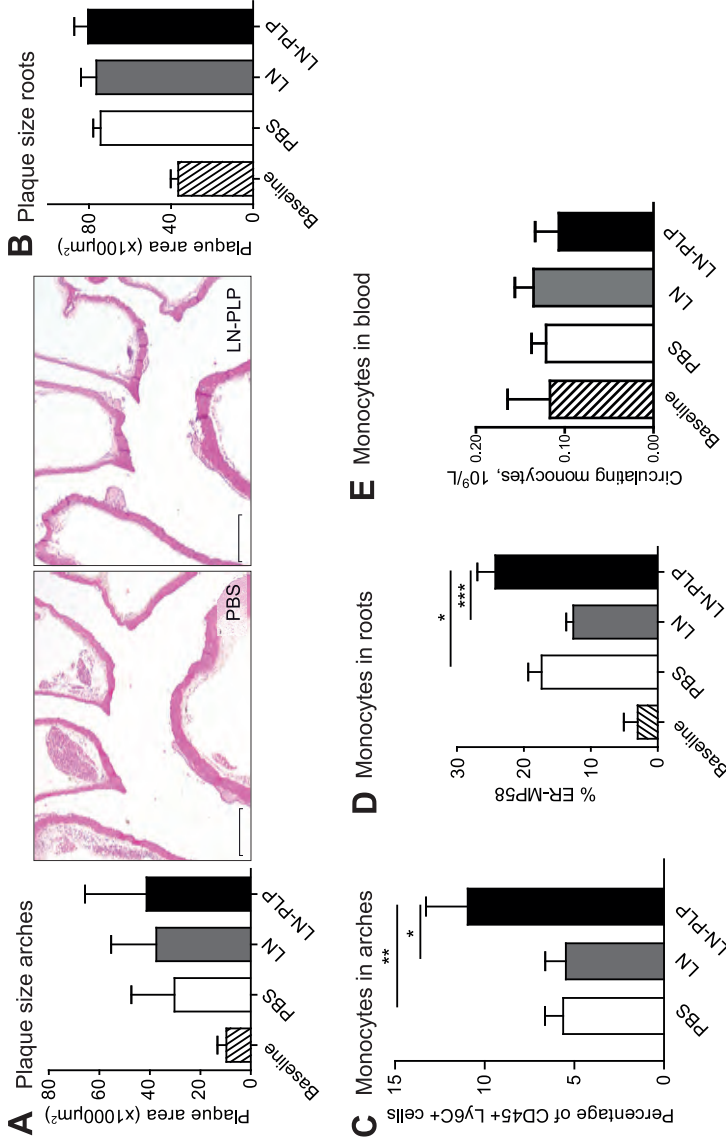 A Plaque size arches
Plaque area (x1000µm²)
80
60
40
20
0
Baseline
PBS
LN
LN-PLP
PBS
LN-PLP
B Plaque size roots
Plaque area (x100µm²)
80
40
0
Baseline
PBS
LN
LN-PLP
C Monocytes in arches
Percentage of CD45+ Ly6C+ cells
15
10
5
0
**
*
PBS
LN
LN-PLP
D Monocytes in roots
% ER-MP58
30
20
10
0
*
***
Baseline
PBS
LN
LN-PLP
E Monocytes in blood
Circulating monocytes, 10⁹/L
0.20
0.10
0.00
Baseline
PBS
LN
LN-PLP